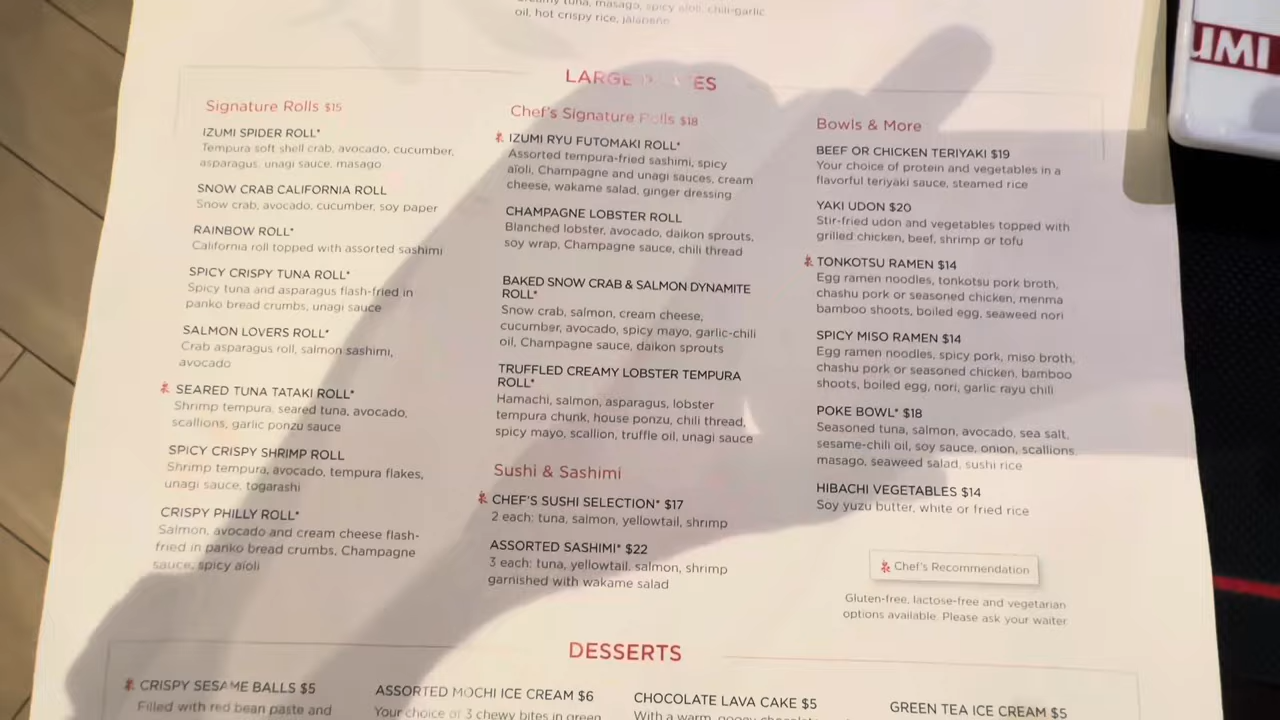 creamy tuna, masago, spicy aïoli, chili-garlic
oil, hot crispy rice, jalapeño
UMI
LARGE
Signature Rolls $15
IZUMI SPIDER ROLL*
Tempura soft shell crab, avocado, cucumber,
asparagus, unagi sauce, masago
SNOW CRAB CALIFORNIA ROLL
Snow crab, avocado, cucumber, soy paper
RAINBOW ROLL*
California roll topped with assorted sashimi
SPICY CRISPY TUNA ROLL*
Spicy tuna and asparagus flash-fried in
panko bread crumbs, unagi sauce
SALMON LOVERS ROLL*
Crab asparagus roll, salmon sashimi,
avocado
SEARED TUNA TATAKI ROLL*
Shrimp tempura, seared tuna, avocado,
scallions, garlic ponzu sauce
SPICY CRISPY SHRIMP ROLL
Shrimp tempura, avocado, tempura flakes,
unagi sauce, togarashi
CRISPY PHILLY ROLL*
Salmon, avocado and cream cheese flash-
fried in panko bread crumbs, Champagne
sauce, spicy aïoli
Chef's Signature Rolls $18
IZUMI RYU FUTOMAKI ROLL*
Assorted tempura-fried sashimi, spicy
aïoli, Champagne and unagi sauces, cream
cheese, wakame salad, ginger dressing
CHAMPAGNE LOBSTER ROLL
Blanched lobster, avocado, daikon sprouts,
soy wrap, Champagne sauce, chili thread
BAKED SNOW CRAB & SALMON DYNAMITE
ROLL*
Snow crab, salmon, cream cheese,
cucumber, avocado, spicy mayo, garlic-chili
oil, Champagne sauce, daikon sprouts
TRUFFLED CREAMY LOBSTER TEMPURA
ROLL*
Hamachi, salmon, asparagus, lobster
tempura chunk, house ponzu, chili thread,
spicy mayo, scallion, truffle oil, unagi sauce
Sushi & Sashimi
CHEF'S SUSHI SELECTION* $17
2 each: tuna, salmon, yellowtail, shrimp
ASSORTED SASHIMI* $22
3 each: tuna, yellowtail, salmon, shrimp
garnished with wakame salad
Bowls & More
BEEF OR CHICKEN TERIYAKI $19
Your choice of protein and vegetables in a
flavorful teriyaki sauce, steamed rice
YAKI UDON $20
Stir-fried udon and vegetables topped with
grilled chicken, beef, shrimp or tofu
TONKOTSU RAMEN $14
Egg ramen noodles, tonkotsu pork broth,
chashu pork or seasoned chicken, menma
bamboo shoots, boiled egg, seaweed nori
SPICY MISO RAMEN $14
Egg ramen noodles, spicy pork, miso broth,
chashu pork or seasoned chicken, bamboo
shoots, boiled egg, nori, garlic rayu chili
POKE BOWL* $18
Seasoned tuna, salmon, avocado, sea salt,
sesame-chili oil, soy sauce, onion, scallions,
masago, seaweed salad, sushi rice
HIBACHI VEGETABLES $14
Soy yuzu butter, white or fried rice
Chef's Recommendation
Gluten-free, lactose-free and vegetarian
options available. Please ask your waiter
DESSERTS
CRISPY SESAME BALLS $5
Filled with red bean paste and
ASSORTED MOCHI ICE CREAM $6
Your choice of 3 chewy bites in green
CHOCOLATE LAVA CAKE $5
With a warm, gooey chocolate
GREEN TEA ICE CREAM $5